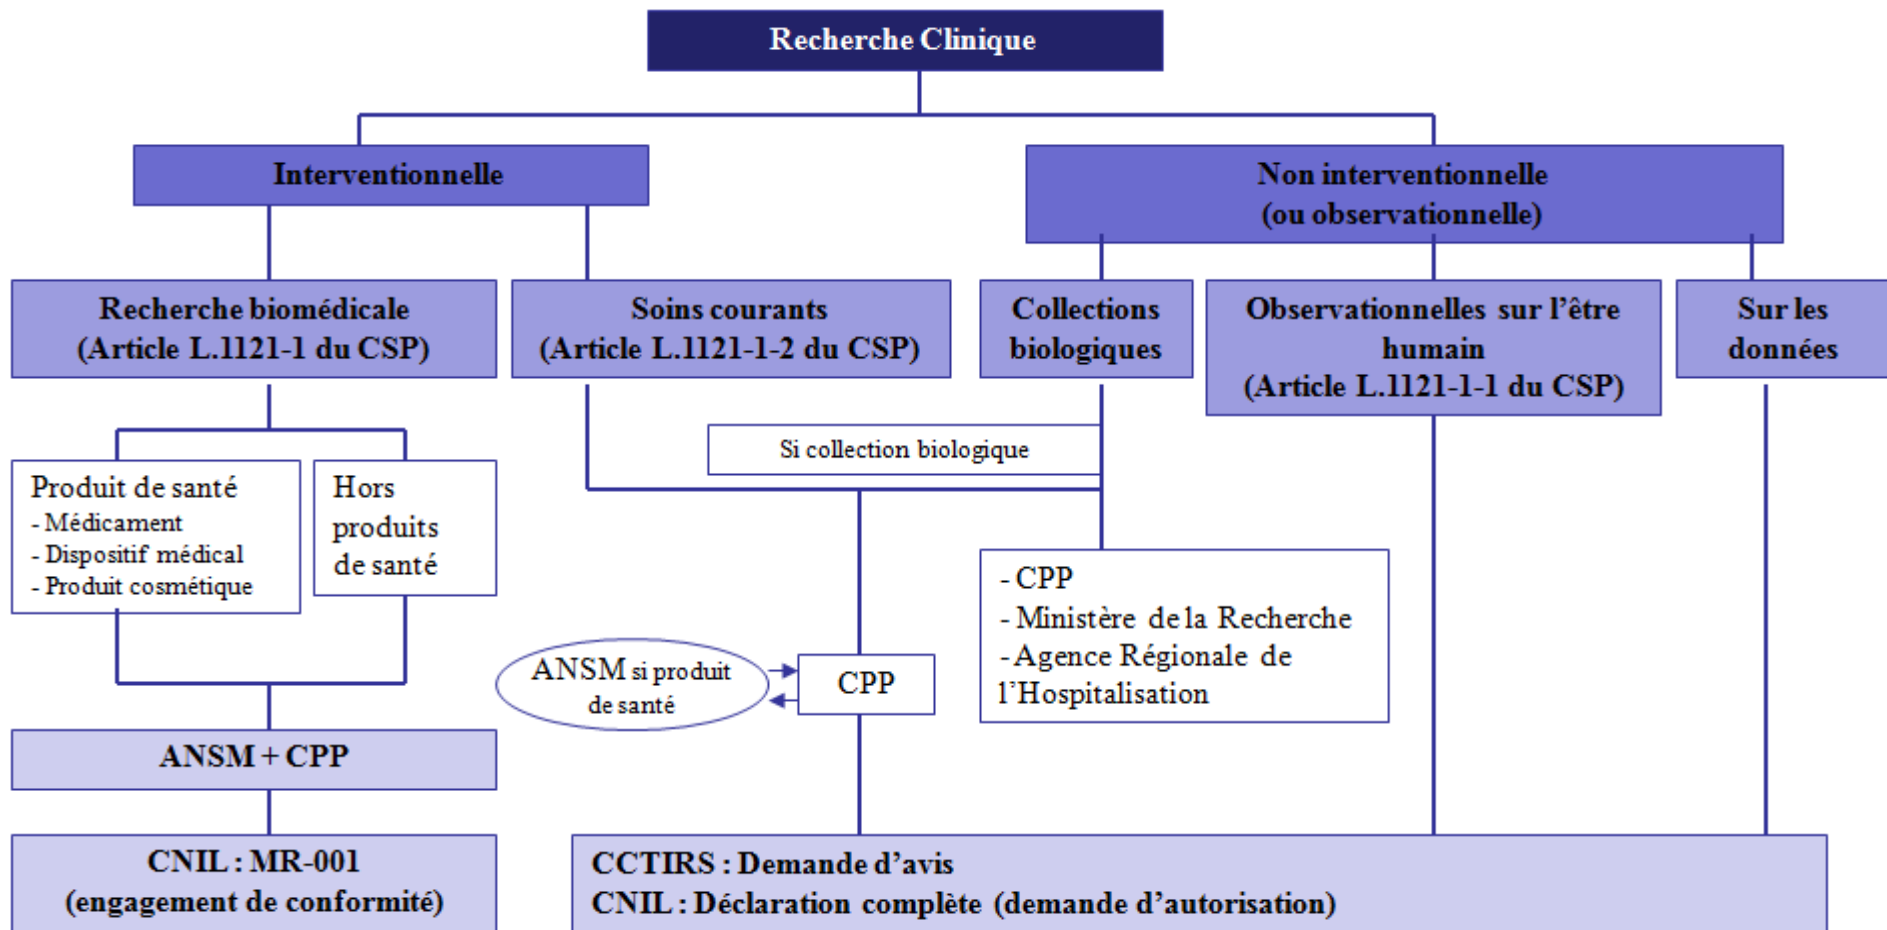 Recherche Clinique
Interventionnelle
Non interventionnelle
(ou observationnelle)
Recherche biomédicale
(Article L.1121-1 du CSP)
Soins courants
(Article L.1121-1-2 du CSP)
Collections
biologiques
Observationnelles sur l’être
humain
(Article L.1121-1-1 du CSP)
Sur les
données
Si collection biologique
Produit de santé
- Médicament
- Dispositif médical
- Produit cosmétique
Hors
produits
de santé
- CPP
- Ministère de la Recherche
- Agence Régionale de
l’Hospitalisation
ANSM si produit
de santé
CPP
ANSM + CPP
CNIL : MR-001
(engagement de conformité)
CCTIRS : Demande d’avis
CNIL : Déclaration complète (demande d’autorisation)